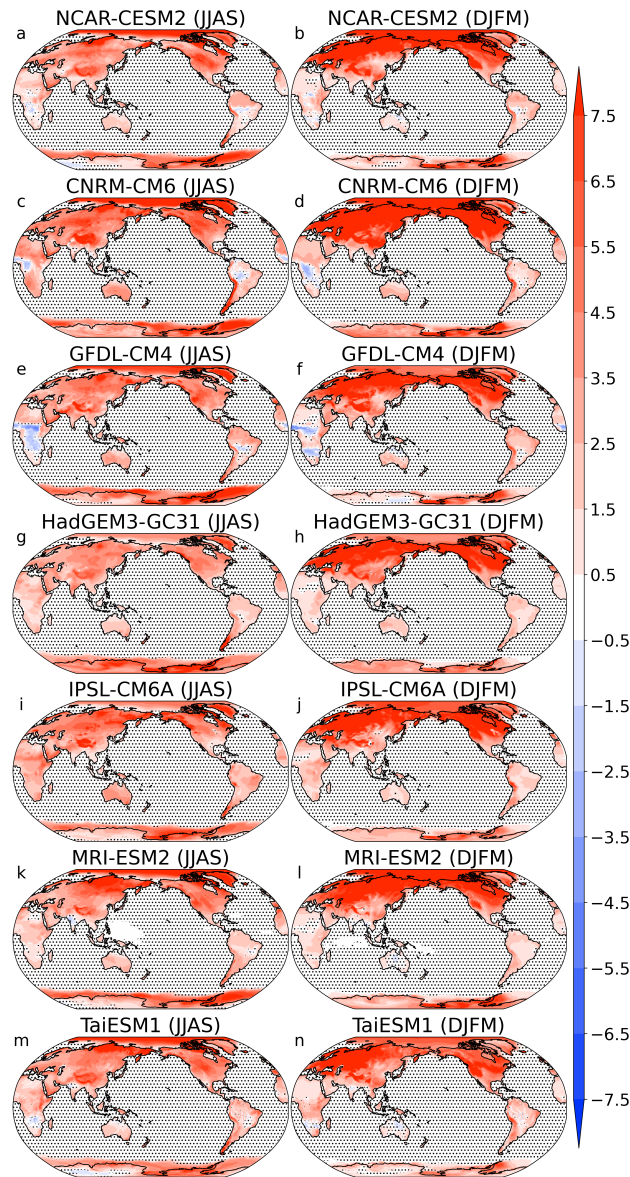 NCAR-CESM2 (JJAS)
NCAR-CESM2 (DJFM)
a
b
CNRM-CM6 (JJAS)
CNRM-CM6 (DJFM)
c
d
GFDL-CM4 (JJAS)
GFDL-CM4 (DJFM)
e
f
HadGEM3-GC31 (JJAS)
HadGEM3-GC31 (DJFM)
g
h
IPSL-CM6A (JJAS)
IPSL-CM6A (DJFM)
i
j
MRI-ESM2 (JJAS)
MRI-ESM2 (DJFM)
k
l
TaiESM1 (JJAS)
TaiESM1 (DJFM)
m
n
7.5
6.5
5.5
4.5
3.5
2.5
1.5
0.5
−0.5
−1.5
−2.5
−3.5
−4.5
−5.5
−6.5
−7.5